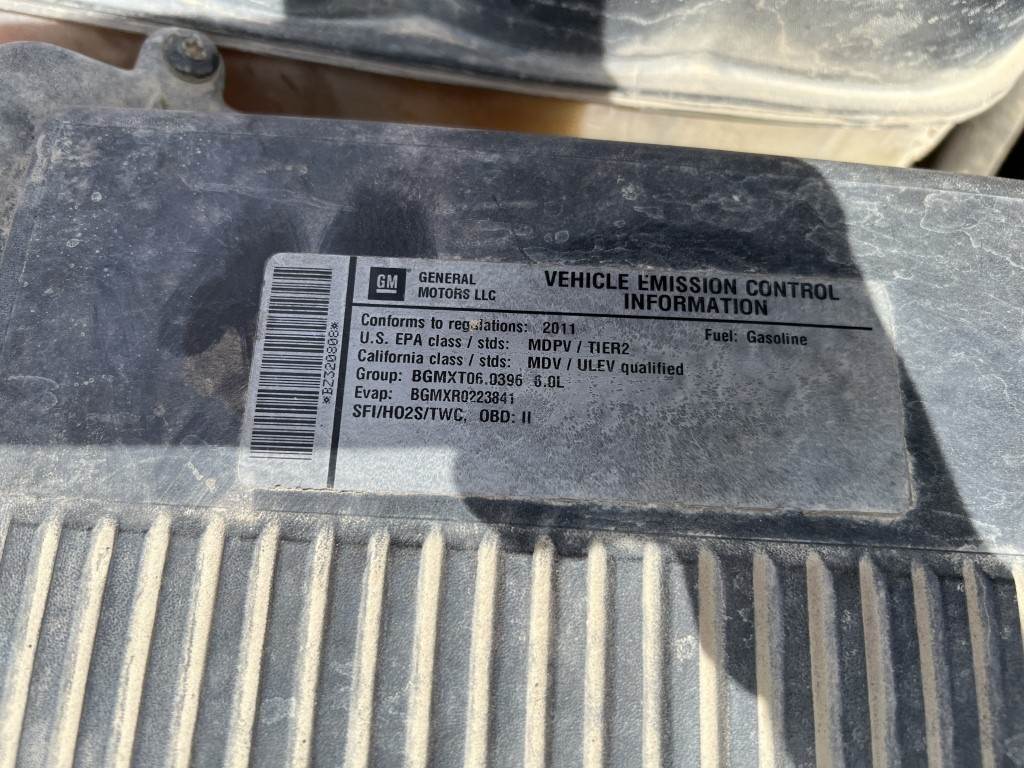 GM GENERAL MOTORS LLC
VEHICLE EMISSION CONTROL
INFORMATION
Conforms to regulations: 2011
Fuel: Gasoline
U.S. EPA class / stds: MDPV / TIER2
California class / stds: MDV / ULEV qualified
Group: BGMXT06.0396 6.0L
Evap: BGMXR0223841
SFI/HO2S/TWC, OBD: II
*BZ320808*